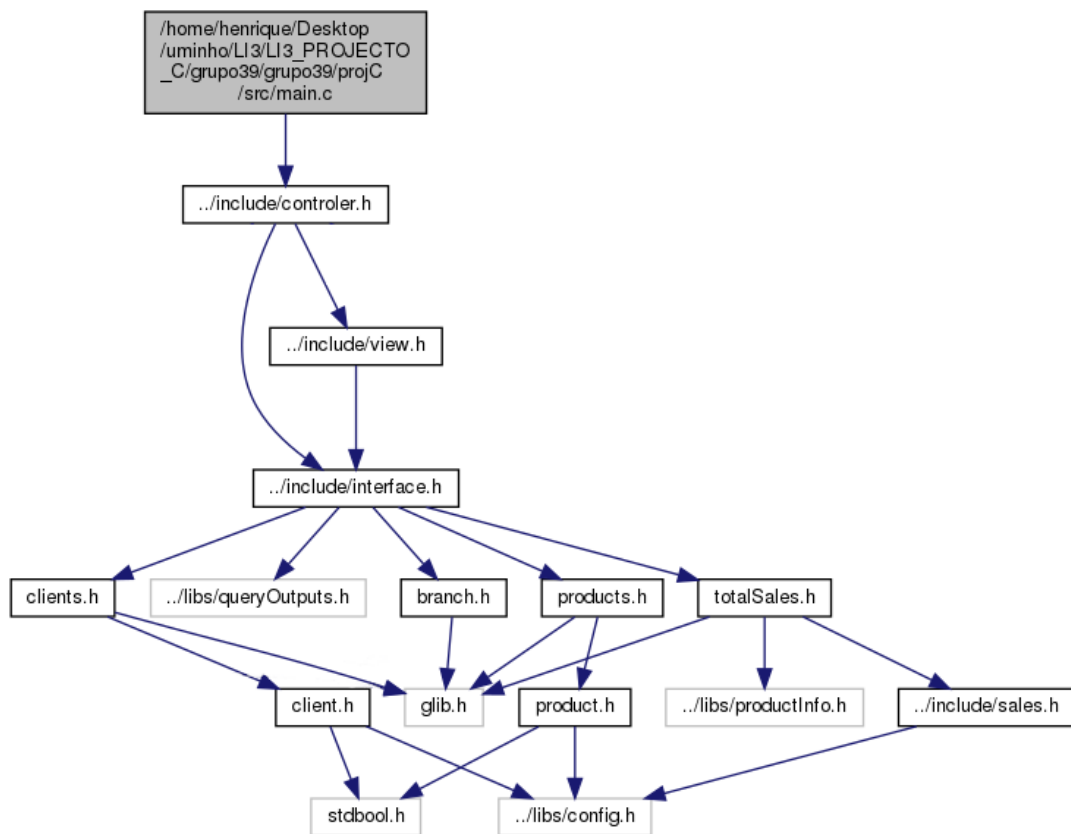 /home/henrique/Desktop
/uminho/LI3/LI3_PROJECTO
_C/grupo39/grupo39/projC
/src/main.c
../include/controler.h
../include/view.h
../include/interface.h
clients.h
../libs/queryOutputs.h
branch.h
products.h
totalSales.h
client.h
glib.h
product.h
../libs/productInfo.h
../include/sales.h
stdbool.h
../libs/config.h